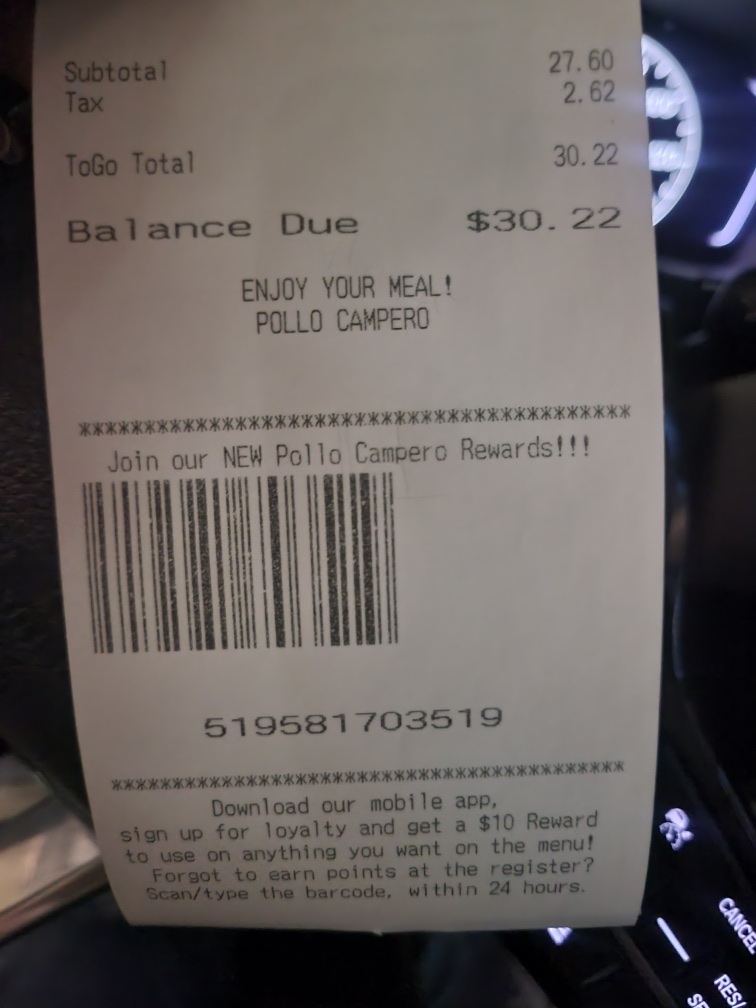 Subtotal 27.60
Tax 2.62
ToGo Total 30.22
Balance Due $30.22
ENJOY YOUR MEAL!
POLLO CAMPERO
******************************************
Join our NEW Pollo Campero Rewards!!!
519581703519
******************************************
Download our mobile app,
sign up for loyalty and get a $10 Reward
to use on anything you want on the menu!
Forgot to earn points at the register?
Scan/type the barcode, within 24 hours.
CANCEL